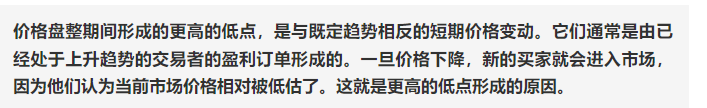 价格盘整期间形成的更高的低点，是与既定趋势相反的短期价格变动。它们通常是由已
经处于上升趋势的交易者的盈利订单形成的。一旦价格下降，新的买家就会进入市场，
因为他们认为当前市场价格相对被低估了。这就是更高的低点形成的原因。